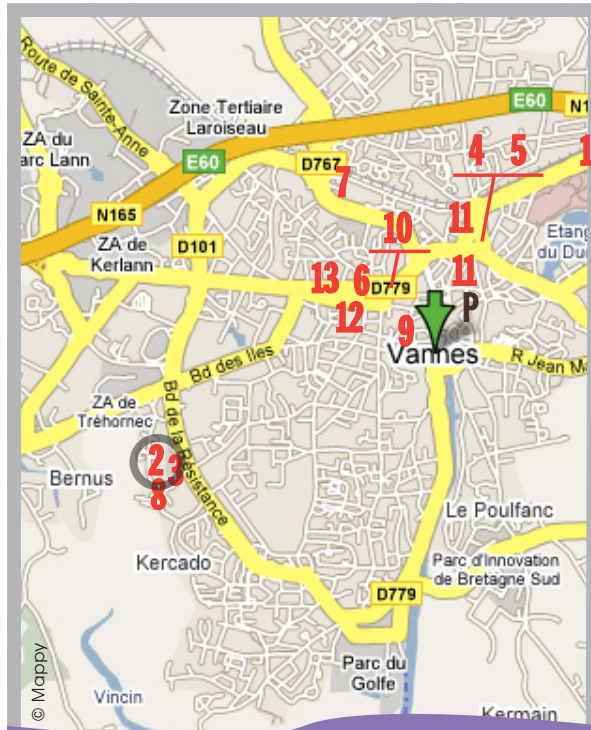 Route de Sainte-Anne
Zone Tertiaire
Laroiseau
E60
N1
ZA du
arc Lann
E60
D767
4 5
1
7
N165
10
11
D101
Etang
du Du
ZA de
Kerlann
13 6
11
D779
P
12
9
Vannes
R Jean Ma
Bd des Iles
ZA de
Tréhornec
Bd de la Résistance
2
3
8
Bernus
Le Poulfanc
Kercado
Parc d'Innovation
de Bretagne Sud
D779
Parc du
Golfe
© Mappy
Vincin
Kermain